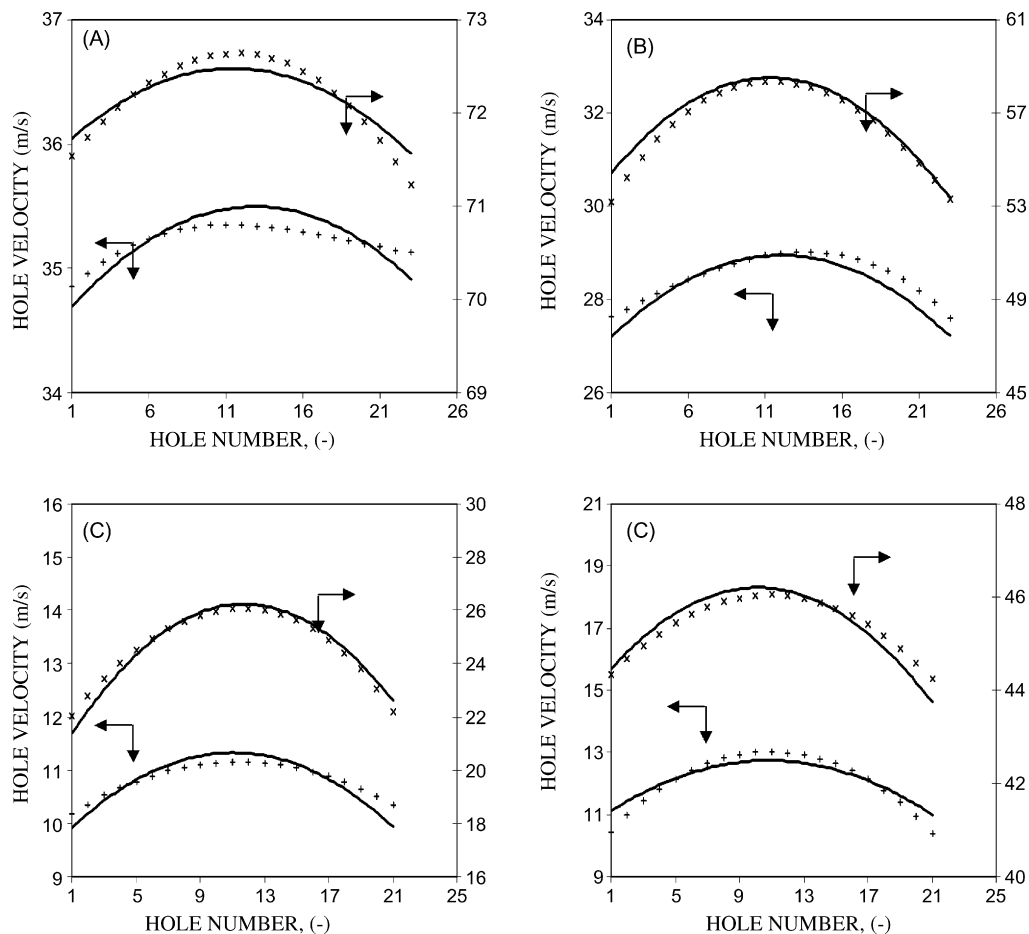 37
73
34
61
(A)
(B)
72
32
57
36
71
30
53
35
70
28
49
34
69
26
45
1 6 11 16 21 26
1 6 11 16 21 26
HOLE NUMBER, (-)
HOLE NUMBER, (-)
HOLE VELOCITY (m/s)
HOLE VELOCITY (m/s)
16
30
21
48
(C)
(C)
15
28
19
14
26
17
46
13
24
15
44
12
22
11
20
13
42
10
18
11
9
16
9
40
1 5 9 13 17 21 25
1 5 9 13 17 21 25
HOLE NUMBER, (-)
HOLE NUMBER, (-)
HOLE VELOCITY (m/s)
HOLE VELOCITY (m/s)